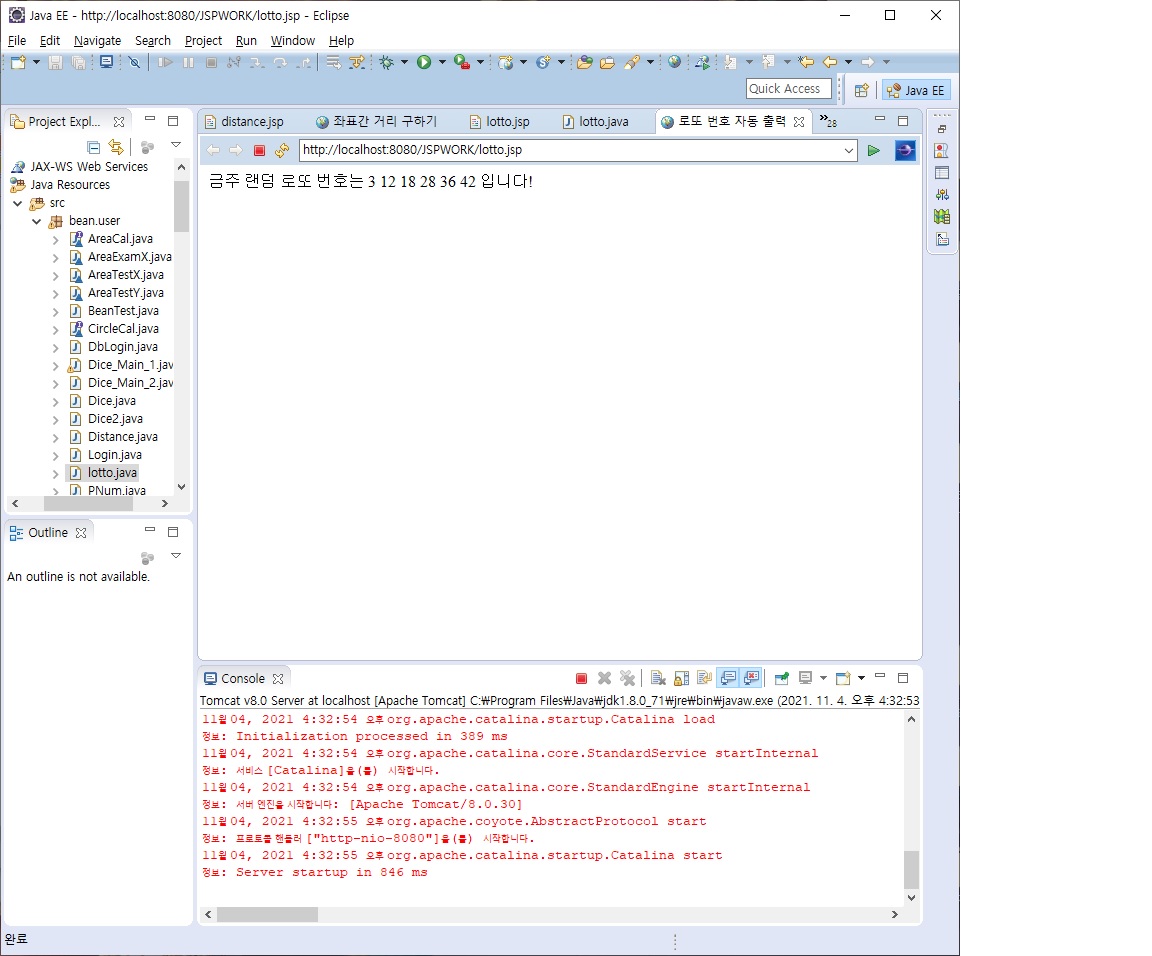 Java EE - http://localhost:8080/JSPWORK/lotto.jsp - Eclipse
File Edit Navigate Search Project Run Window Help
Quick Access
Java EE
Project Expl...
JAX-WS Web Services
Java Resources
src
bean.user
AreaCal.java
AreaExamX.java
AreaTestX.java
AreaTestY.java
BeanTest.java
CircleCal.java
DbLogin.java
Dice_Main_1.jav
Dice_Main_2.jav
Dice.java
Dice2.java
Distance.java
Login.java
lotto.java
PNum.java
Outline
An outline is not available.
distance.jsp 좌표간 거리 구하기 lotto.jsp lotto.java 로또 번호 자동 출력 »28
http://localhost:8080/JSPWORK/lotto.jsp
금주 랜덤 로또 번호는 3 12 18 28 36 42 입니다!
Console
Tomcat v8.0 Server at localhost [Apache Tomcat] C:₩Program Files₩Java₩jdk1.8.0_71₩jre₩bin₩javaw.exe (2021. 11. 4. 오후 4:32:53
11월 04, 2021 4:32:54 오후 org.apache.catalina.startup.Catalina load
정보: Initialization processed in 389 ms
11월 04, 2021 4:32:54 오후 org.apache.catalina.core.StandardService startInternal
정보: 서비스 [Catalina]을(를) 시작합니다.
11월 04, 2021 4:32:54 오후 org.apache.catalina.core.StandardEngine startInternal
정보: 서버 엔진을 시작합니다: [Apache Tomcat/8.0.30]
11월 04, 2021 4:32:55 오후 org.apache.coyote.AbstractProtocol start
정보: 프로토콜 핸들러 ["http-nio-8080"]을(를) 시작합니다.
11월 04, 2021 4:32:55 오후 org.apache.catalina.startup.Catalina start
정보: Server startup in 846 ms
완료